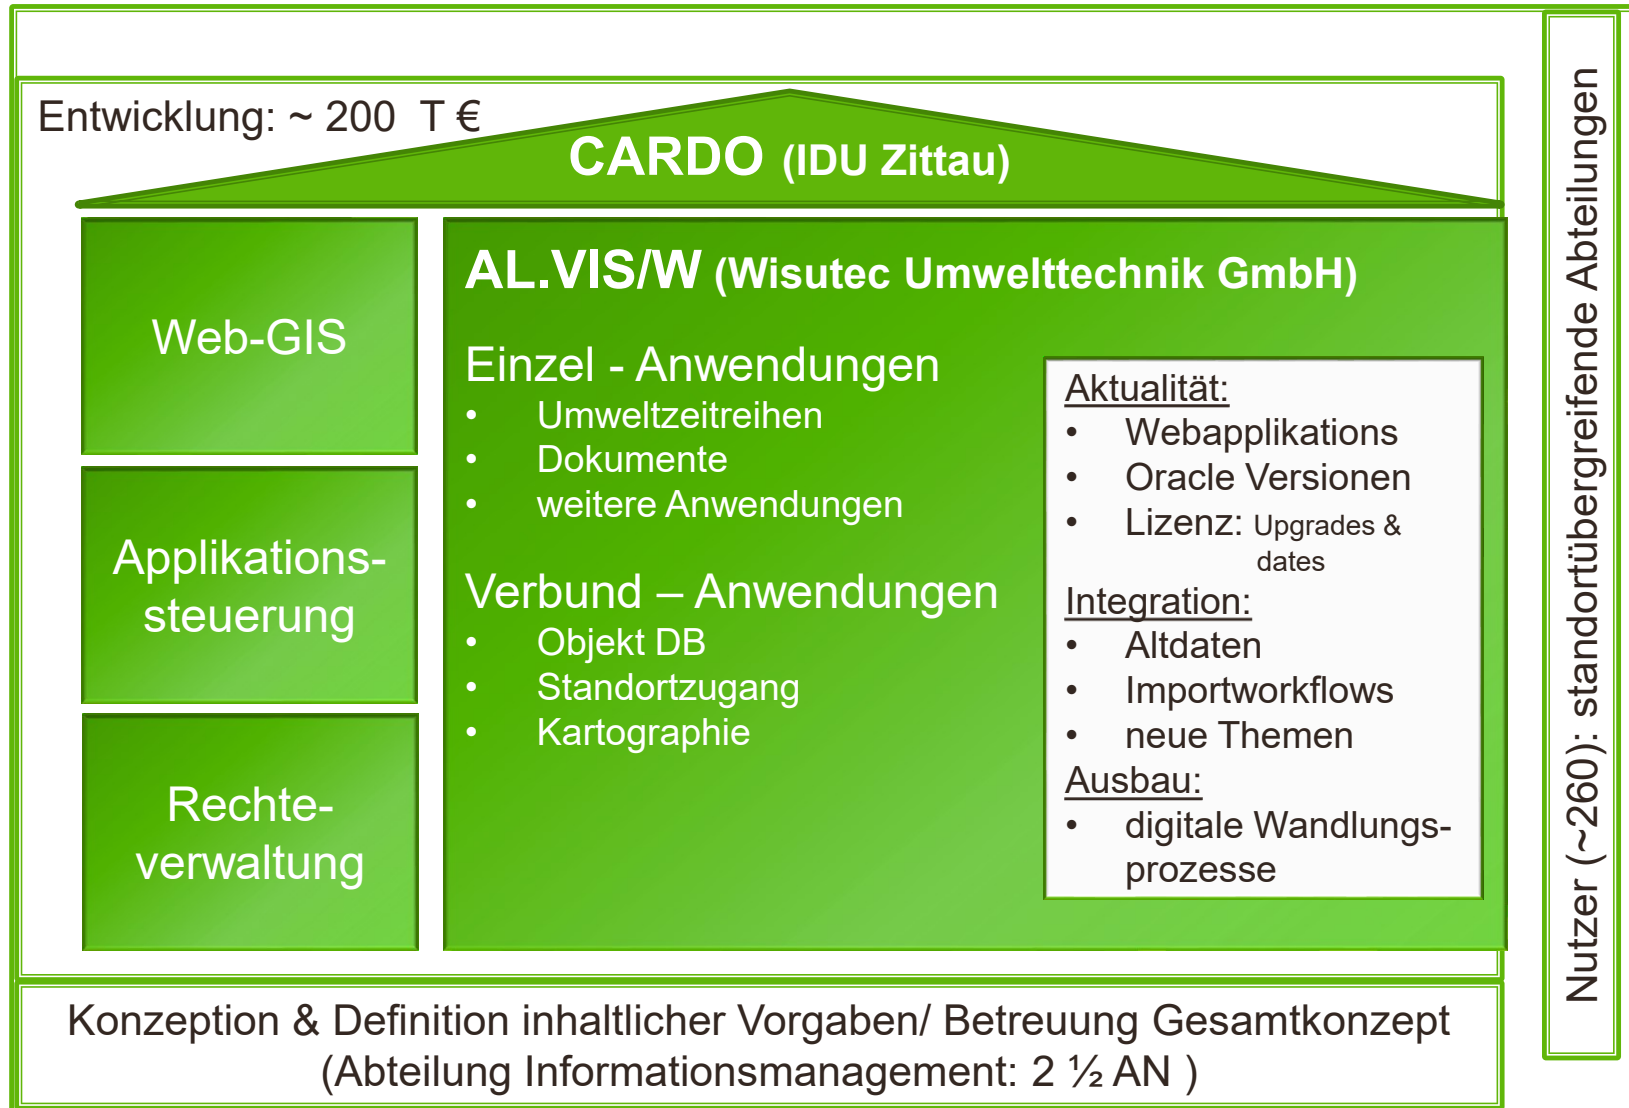 Entwicklung: ~ 200 T €
CARDO (IDU Zittau)
Web-GIS
Applikations-
steuerung
Rechte-
verwaltung
AL.VIS/W (Wisutec Umwelttechnik GmbH)
Einzel - Anwendungen
• Umweltzeitreihen
• Dokumente
• weitere Anwendungen
Verbund – Anwendungen
• Objekt DB
• Standortzugang
• Kartographie
Aktualität:
• Webapplikations
• Oracle Versionen
• Lizenz: Upgrades &
dates
Integration:
• Altdaten
• Importworkflows
• neue Themen
Ausbau:
• digitale Wandlungs-
prozesse
Konzeption & Definition inhaltlicher Vorgaben/ Betreuung Gesamtkonzept
(Abteilung Informationsmanagement: 2 ½ AN )
Nutzer (~260): standortübergreifende Abteilungen